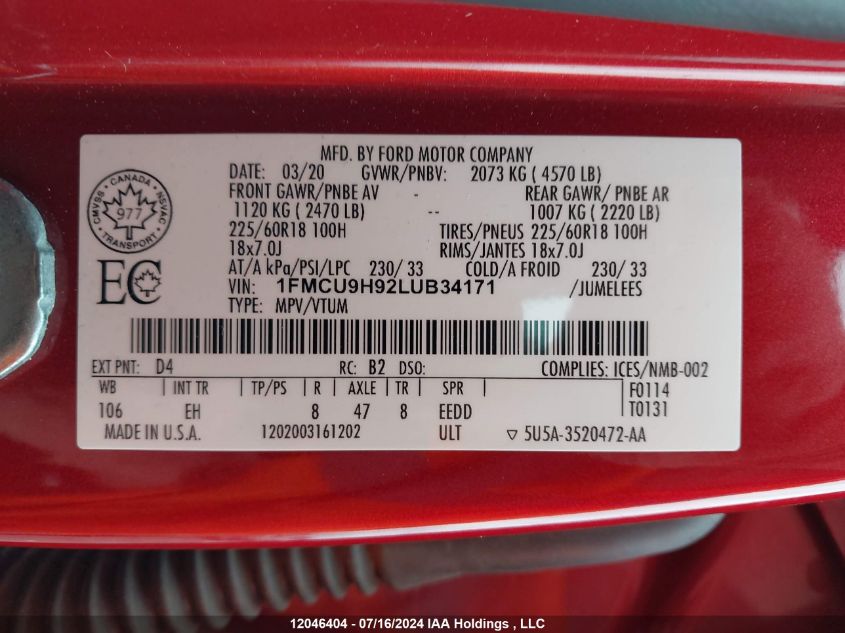 MFD. BY FORD MOTOR COMPANY
DATE: 03/20 GVWR/PNBV: 2073 KG ( 4570 LB)
FRONT GAWR/PNBE AV - REAR GAWR/ PNBE AR
1120 KG ( 2470 LB) -- 1007 KG ( 2220 LB)
225/60R18 100H TIRES/PNEUS 225/60R18 100H
18x7.0J RIMS/JANTES 18x7.0J
AT/A kPa/PSI/LPC 230/ 33 COLD/A FROID 230/ 33
VIN: 1FMCU9H92LUB34171 /JUMELEES
TYPE: MPV/VTUM
CANADA
CMVSS 977 NSVAC
TRANSPORT
EC
EXT PNT: D4 RC: B2 DSO: COMPLIES: ICES/NMB-002
WB INT TR TP/PS R AXLE TR SPR F0114
106 EH 8 47 8 EEDD T0131
MADE IN U.S.A. 1202003161202 ULT ▽ 5U5A-3520472-AA
12046404 - 07/16/2024 IAA Holdings , LLC